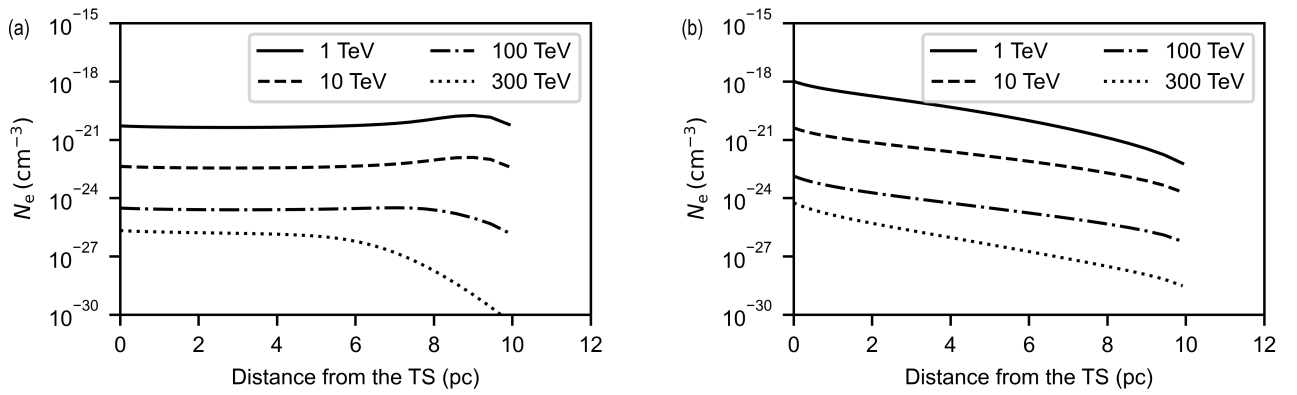 (a)
10⁻¹⁵
10⁻¹⁸
10⁻²¹
10⁻²⁴
10⁻²⁷
10⁻³⁰
Nₑ (cm⁻³)
1 TeV
100 TeV
10 TeV
300 TeV
0 2 4 6 8 10 12
Distance from the TS (pc)
(b)
10⁻¹⁵
10⁻¹⁸
10⁻²¹
10⁻²⁴
10⁻²⁷
10⁻³⁰
Nₑ (cm⁻³)
1 TeV
100 TeV
10 TeV
300 TeV
0 2 4 6 8 10 12
Distance from the TS (pc)